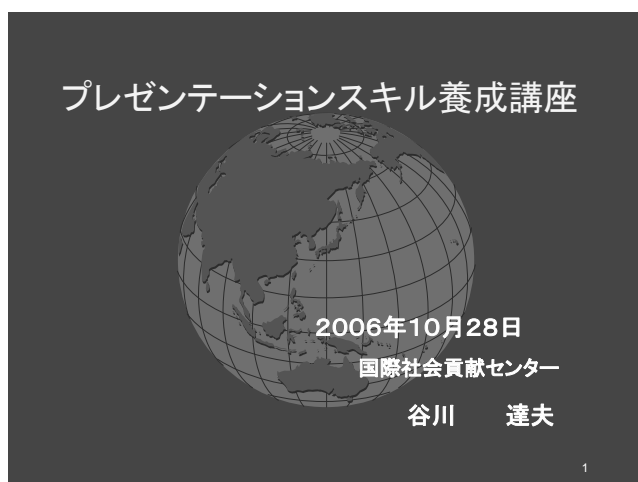 プレゼンテーションスキル養成講座
2006年10月28日
国際社会貢献センター
谷川　　達夫
1